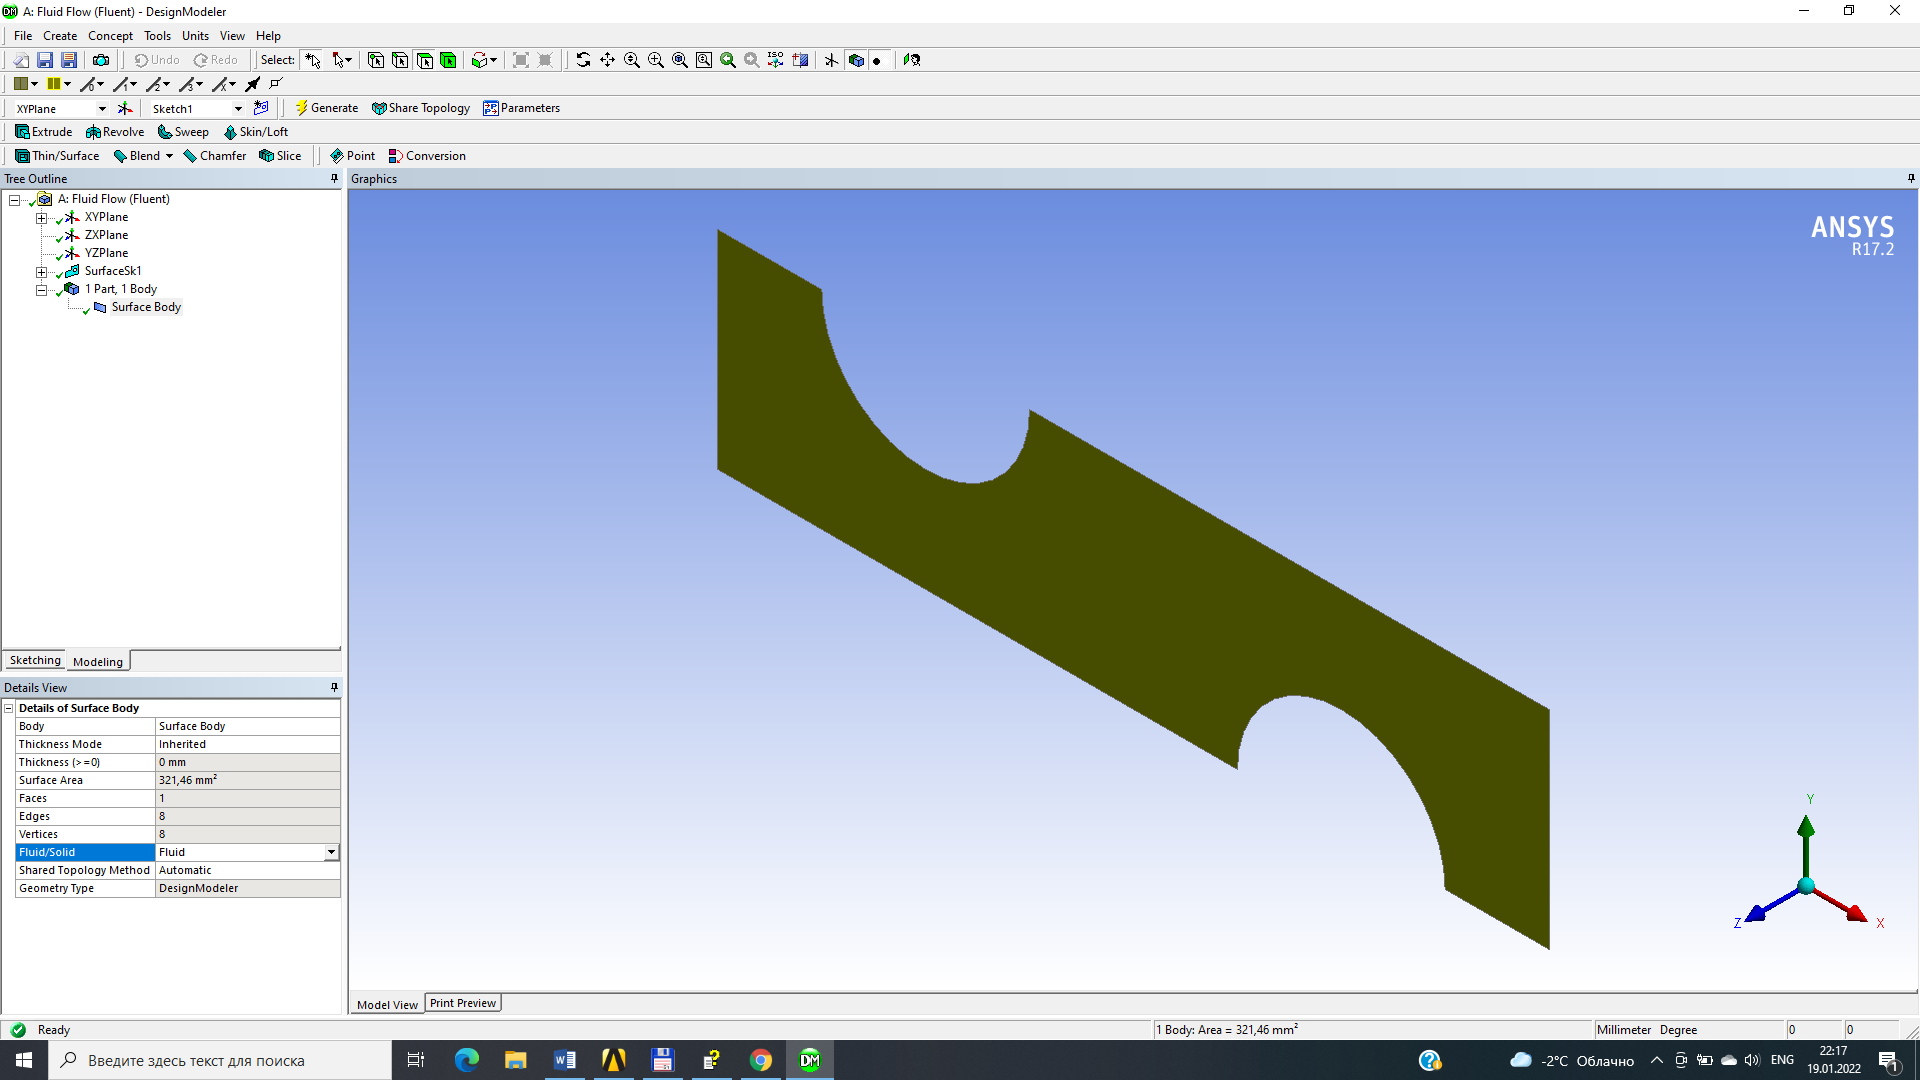 A: Fluid Flow (Fluent) - DesignModeler
File Create Concept Tools Units View Help
Undo Redo Select: ISO
XYPlane Sketch1 Generate Share Topology Parameters
Extrude Revolve Sweep Skin/Loft
Thin/Surface Blend Chamfer Slice Point Conversion
Tree Outline
A: Fluid Flow (Fluent)
XYPlane
ZXPlane
YZPlane
SurfaceSk1
1 Part, 1 Body
Surface Body
Sketching Modeling
Details View
Details of Surface Body
Body Surface Body
Thickness Mode Inherited
Thickness (>=0) 0 mm
Surface Area 321,46 mm²
Faces 1
Edges 8
Vertices 8
Fluid/Solid Fluid
Shared Topology Method Automatic
Geometry Type DesignModeler
Graphics
ANSYS
R17.2
Y
Z
X
Model View Print Preview
Ready 1 Body: Area = 321,46 mm² Millimeter Degree 0 0
Введите здесь текст для поиска
DM
-2°C Облачно ENG
22:17
19.01.2022
1